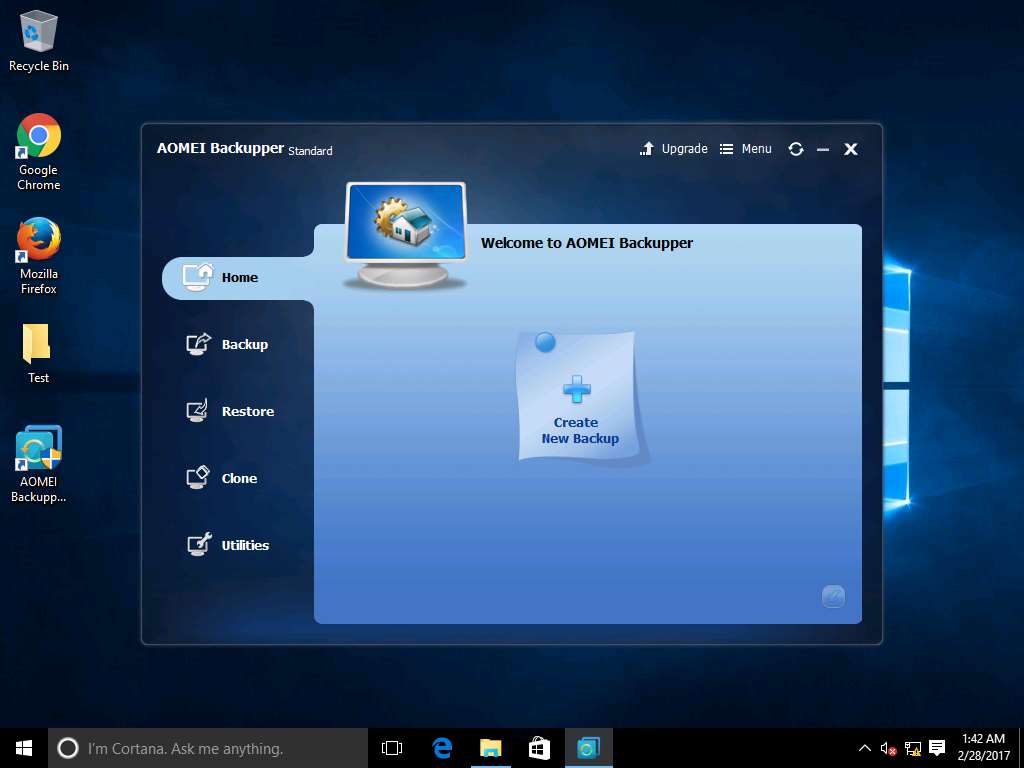 Recycle Bin
Google
Chrome
Mozilla
Firefox
Test
AOMEI
Backupp...
AOMEI Backupper Standard
Upgrade
Menu
Welcome to AOMEI Backupper
Home
Backup
Restore
Clone
Utilities
Create
New Backup
I'm Cortana. Ask me anything.
1:42 AM
2/28/2017